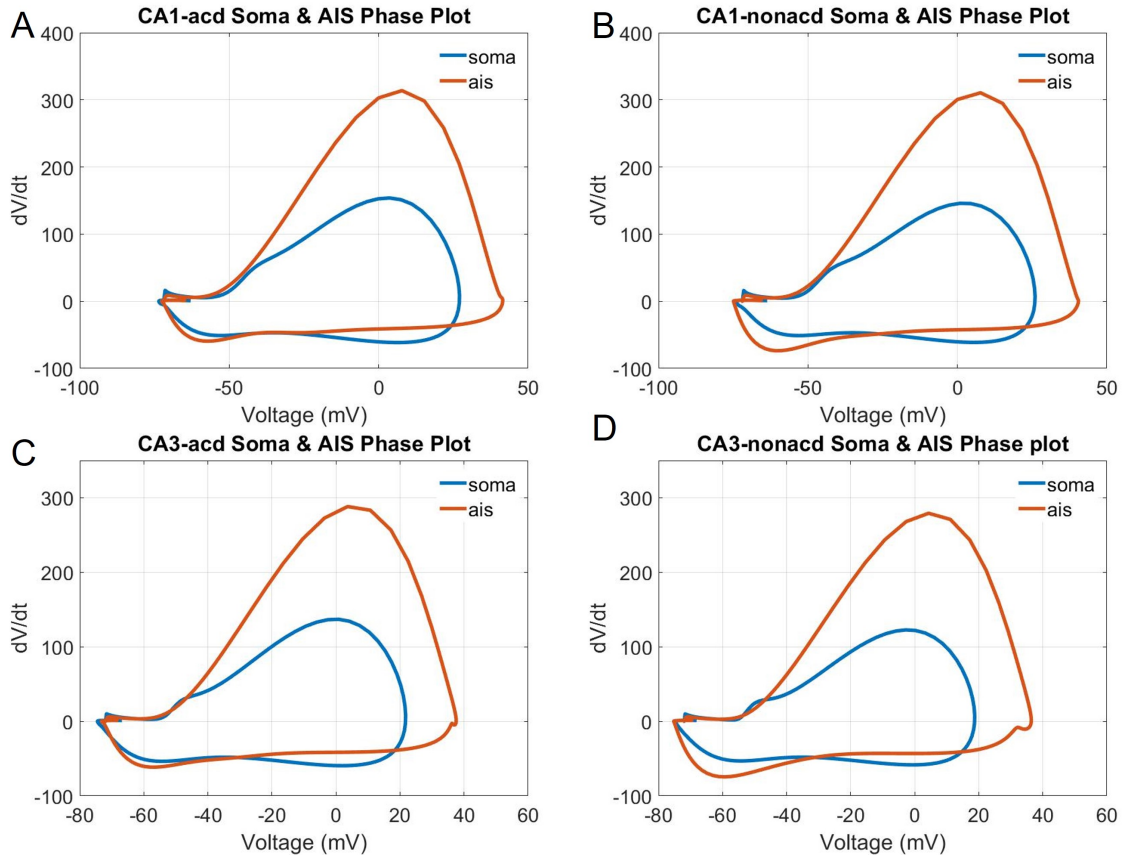 A
CA1-acd Soma & AIS Phase Plot
400
300
200
100
0
-100
-100
-50
0
50
dV/dt
Voltage (mV)
soma
ais
B
CA1-nonacd Soma & AIS Phase Plot
400
300
200
100
0
-100
-100
-50
0
50
dV/dt
Voltage (mV)
soma
ais
C
CA3-acd Soma & AIS Phase Plot
300
200
100
0
-100
-80
-60
-40
-20
0
20
40
60
dV/dt
Voltage (mV)
soma
ais
D
CA3-nonacd Soma & AIS Phase plot
300
200
100
0
-100
-80
-60
-40
-20
0
20
40
60
dV/dt
Voltage (mV)
soma
ais